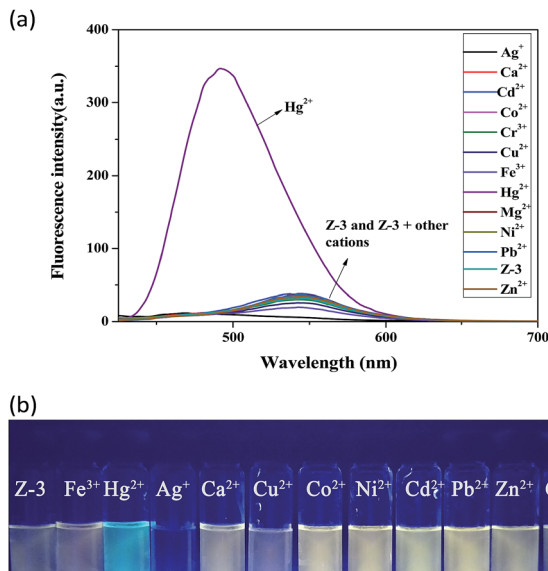 (a)
400
300
200
100
0
Fluorescence intensity(a.u.)
500
600
700
Wavelength (nm)
Hg²⁺
Z-3 and Z-3 + other
cations
Ag⁺
Ca²⁺
Cd²⁺
Co²⁺
Cr³⁺
Cu²⁺
Fe³⁺
Hg²⁺
Mg²⁺
Ni²⁺
Pb²⁺
Z-3
Zn²⁺
(b)
Z-3 Fe³⁺ Hg²⁺ Ag⁺ Ca²⁺ Cu²⁺ Co²⁺ Ni²⁺ Cd²⁺ Pb²⁺ Zn²⁺